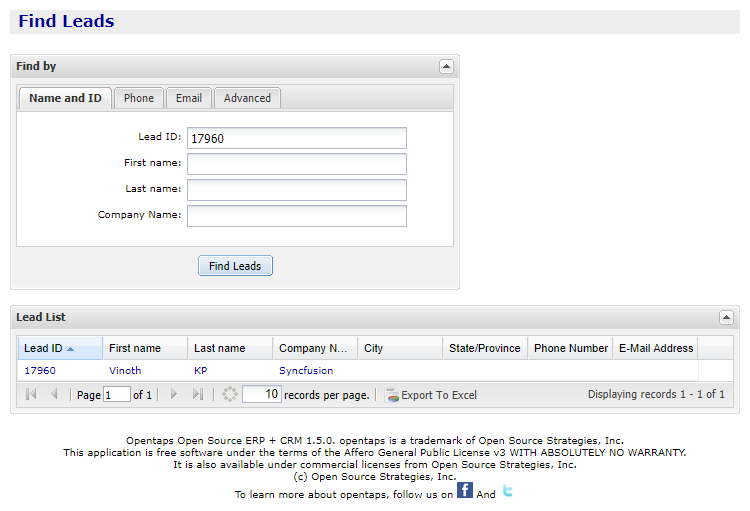 Find Leads
Find by
Name and ID Phone Email Advanced
Lead ID: 17960
First name:
Last name:
Company Name:
Find Leads
Lead List
Lead ID First name Last name Company N... City State/Province Phone Number E-Mail Address
17960 Vinoth KP Syncfusion
Page 1 of 1 10 records per page. Export To Excel Displaying records 1 - 1 of 1
Opentaps Open Source ERP + CRM 1.5.0. opentaps is a trademark of Open Source Strategies, Inc.
This application is free software under the terms of the Affero General Public License v3 WITH ABSOLUTELY NO WARRANTY.
It is also available under commercial licenses from Open Source Strategies, Inc.
(c) Open Source Strategies, Inc.
To learn more about opentaps, follow us on f And t